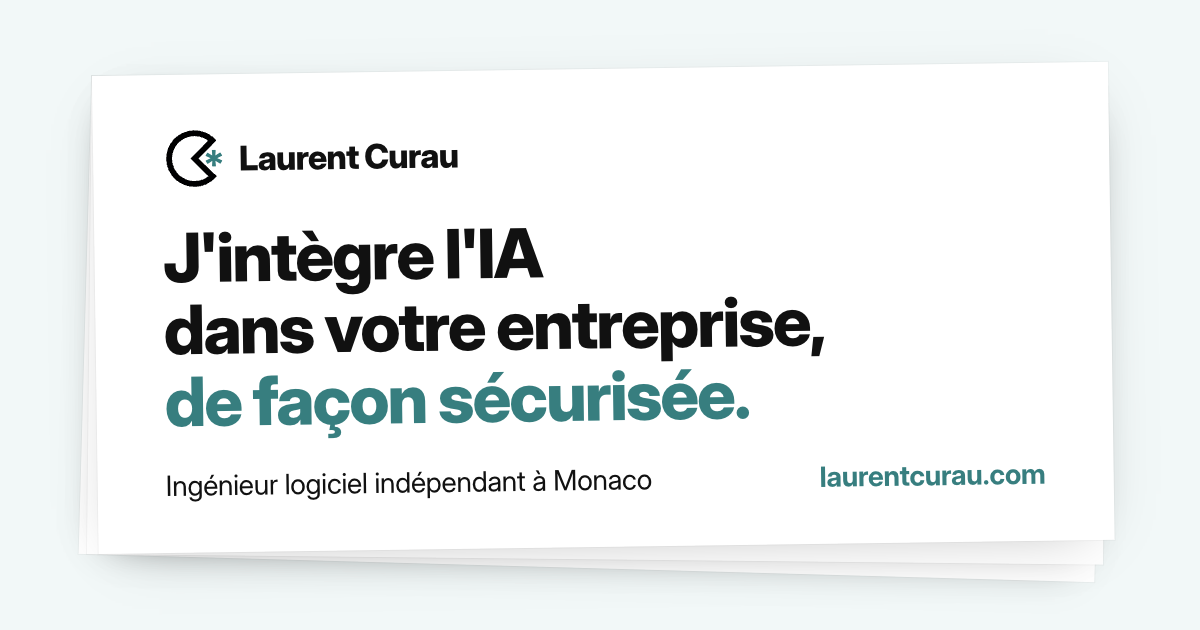 Laurent Curau
J'intègre l'IA
dans votre entreprise,
de façon sécurisée.
Ingénieur logiciel indépendant à Monaco
laurentcurau.com